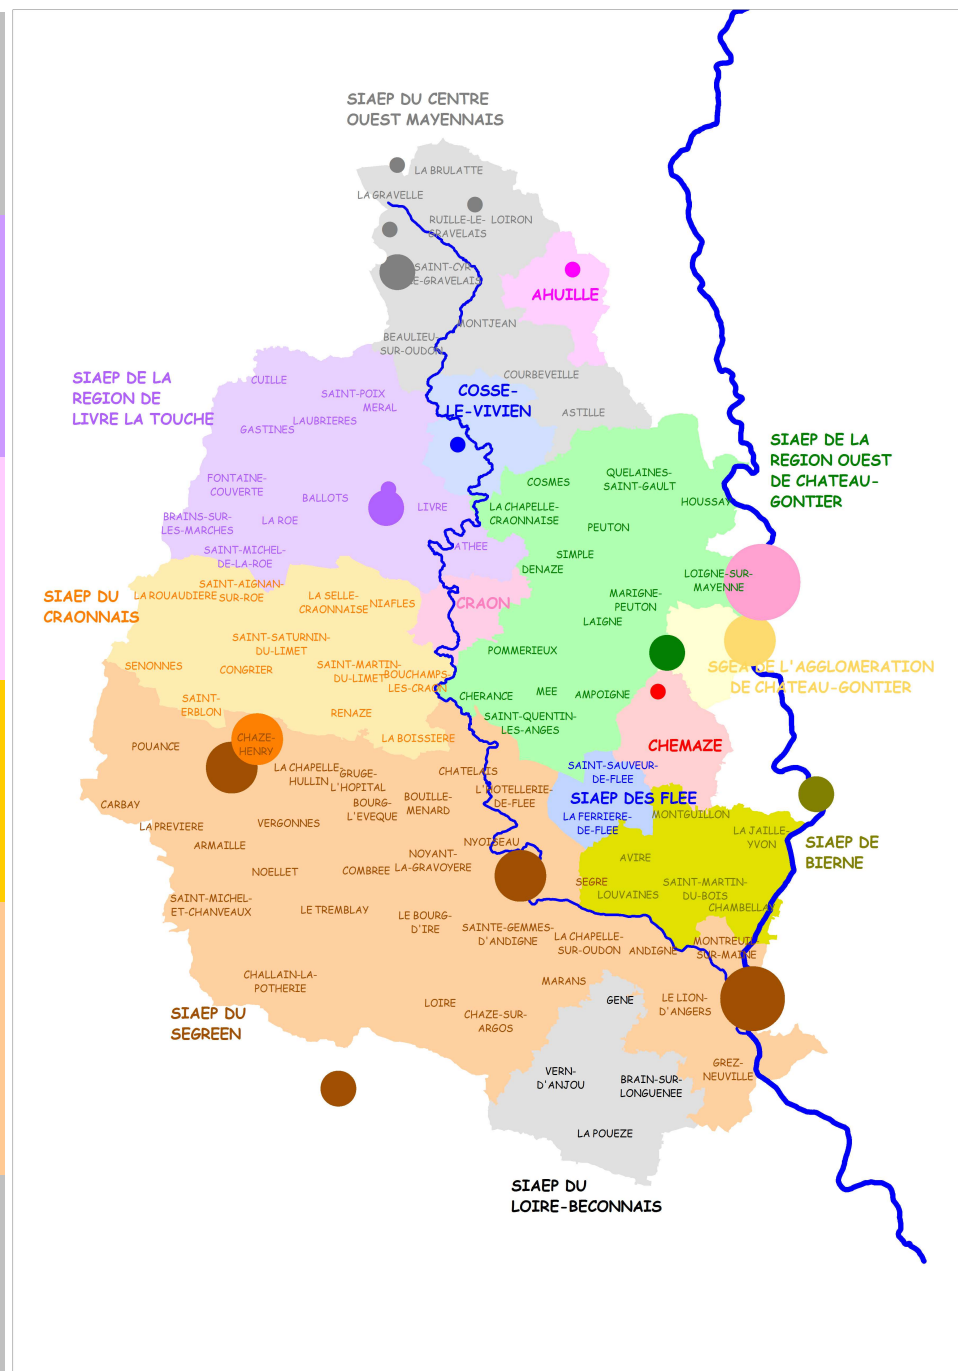 SIAEP DU CENTRE
OUEST MAYENNAIS
LA BRULATTE
LA GRAVELLE
RUILLE-LE-
GRAVELAIS
LOIRON
SAINT-CYR-
LE-GRAVELAIS
AHUILLE
MONTJEAN
BEAULIEU-
SUR-OUDON
COURBEVEILLE
ASTILLE
SIAEP DE LA
REGION DE
LIVRE LA TOUCHE
CUILLE
SAINT-POIX
MERAL
LAUBRIERES
GASTINES
COSSE-
LE-VIVIEN
SIAEP DE LA
REGION OUEST
DE CHATEAU-
GONTIER
FONTAINE-
COUVERTE
BALLOTS
LIVRE
LA ROE
BRAINS-SUR-
LES-MARCHES
SAINT-MICHEL-
DE-LA-ROE
ATHEE
COSMES
QUELAINES-
SAINT-GAULT
HOUSSAY
LA CHAPELLE-
CRAONNAISE
PEUTON
SIMPLE
DENAZE
LOIGNE-SUR-
MAYENNE
MARIGNE-
PEUTON
LAIGNE
SIAEP DU
CRAONNAIS
LA ROUAUDIERE
SAINT-AIGNAN-
SUR-ROE
LA SELLE-
CRAONNAISE
NIAFLES
CRAON
SAINT-SATURNIN-
DU-LIMET
SENONNES
CONGRIER
SAINT-MARTIN-
DU-LIMET
BOUCHAMPS-
LES-CRAON
SAINT-
ERBLON
RENAZE
LA BOISSIERE
POMMERIEUX
CHERANCE
MEE
AMPOIGNE
SAINT-QUENTIN-
LES-ANGES
SGEA DE L'AGGLOMERATION
DE CHATEAU-GONTIER
CHEMAZE
POUANCE
CHAZE-
HENRY
LA CHAPELLE-
HULLIN
GRUGE-
L'HOPITAL
CHATELAIS
L'HOTELLERIE-
DE-FLEE
SAINT-SAUVEUR-
DE-FLEE
SIAEP DES FLEE
LA FERRIERE-
DE-FLEE
MONTGUILLON
LA JAILLE-
YVON
SIAEP DE
BIERNE
CARBAY
LA PREVIERE
ARMAILLE
VERGONNES
BOURG-
L'EVEQUE
BOUILLE-
MENARD
NYOISEAU
NOYANT-
LA-GRAVOYERE
COMBREE
NOELLET
AVIRE
SEGRE
LOUVAINES
SAINT-MARTIN-
DU-BOIS
CHAMBELLAY
SAINT-MICHEL-
ET-CHANVEAUX
LE TREMBLAY
LE BOURG-
D'IRE
SAINTE-GEMMES-
D'ANDIGNE
LA CHAPELLE-
SUR-OUDON
ANDIGNE
MONTREUIL-
SUR-MAINE
CHALLAIN-LA-
POTHERIE
MARANS
LOIRE
CHAZE-SUR-
ARGOS
GENE
LE LION-
D'ANGERS
SIAEP DU
SEGREEN
VERN-
D'ANJOU
BRAIN-SUR-
LONGUENEE
GREZ-
NEUVILLE
LA POUEZE
SIAEP DU
LOIRE-BECONNAIS